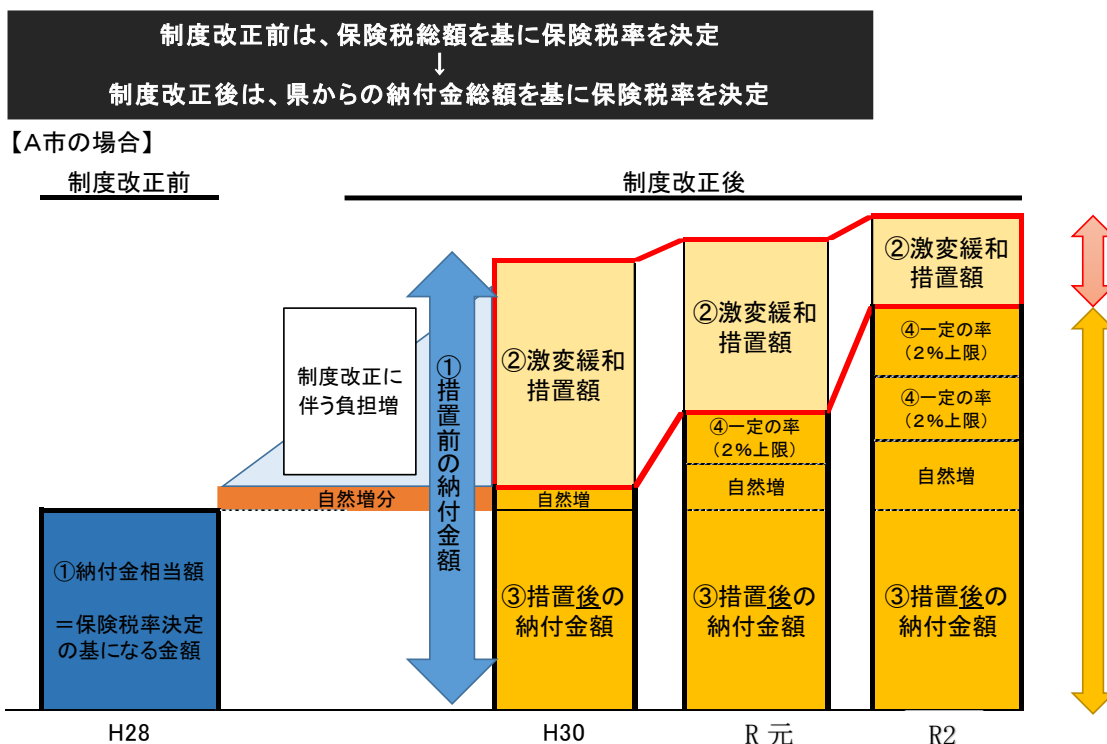 制度改正前は、保険税総額を基に保険税率を決定
↓
制度改正後は、県からの納付金総額を基に保険税率を決定
【A市の場合】
制度改正前
制度改正後
①納付金相当額
＝保険税率決定
の基になる金額
制度改正に
伴う負担増
自然増分
①措置前の納付金額
②激変緩和
措置額
自然増
③措置後の
納付金額
②激変緩和
措置額
④一定の率
（2％上限）
自然増
③措置後の
納付金額
②激変緩和
措置額
④一定の率
（2％上限）
④一定の率
（2％上限）
自然増
③措置後の
納付金額
H28
H30
R 元
R2